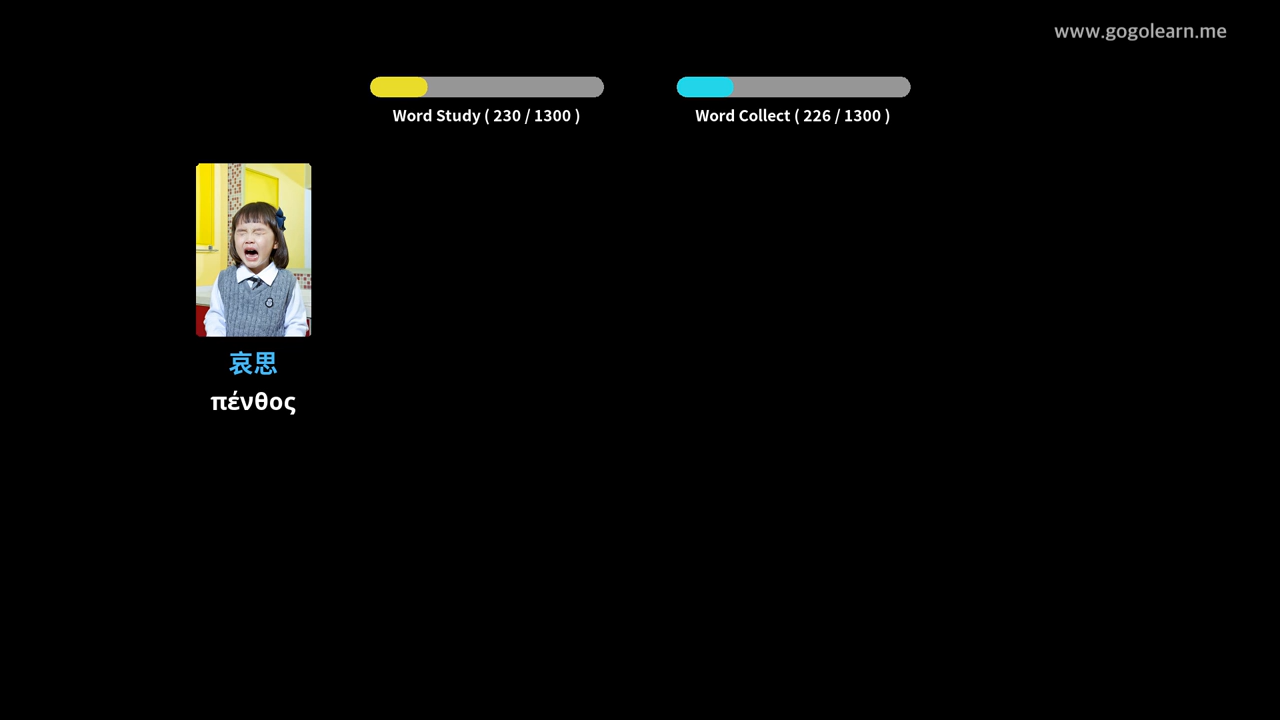 www.gogolearn.me
Word Study ( 230 / 1300 )
Word Collect ( 226 / 1300 )
哀思
πένθος